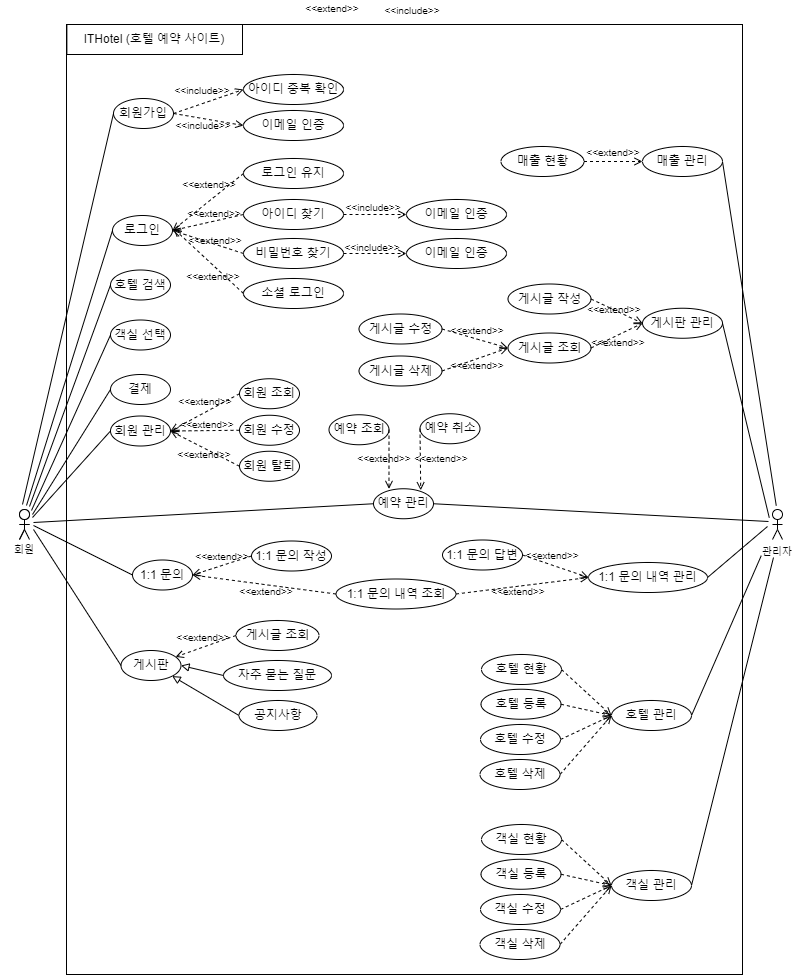 <<extend>>
<<include>>
ITHotel (호텔 예약 사이트)
회원가입
<<include>>
아이디 중복 확인
<<include>>
이메일 인증
매출 현황
<<extend>>
매출 관리
로그인
<<extend>>
로그인 유지
<<extend>>
아이디 찾기
<<include>>
이메일 인증
<<extend>>
비밀번호 찾기
<<include>>
이메일 인증
<<extend>>
소셜 로그인
호텔 검색
객실 선택
결제
게시글 작성
<<extend>>
게시판 관리
게시글 수정
<<extend>>
게시글 조회
<<extend>>
게시글 삭제
<<extend>>
회원 관리
<<extend>>
회원 조회
<<extend>>
회원 수정
<<extend>>
회원 탈퇴
예약 조회
예약 취소
<<extend>>
<<extend>>
예약 관리
회원
관리자
1:1 문의
<<extend>>
1:1 문의 작성
<<extend>>
1:1 문의 내역 조회
1:1 문의 답변
<<extend>>
<<extend>>
1:1 문의 내역 관리
게시판
<<extend>>
게시글 조회
자주 묻는 질문
공지사항
호텔 현황
호텔 등록
호텔 수정
호텔 삭제
호텔 관리
객실 현황
객실 등록
객실 수정
객실 삭제
객실 관리